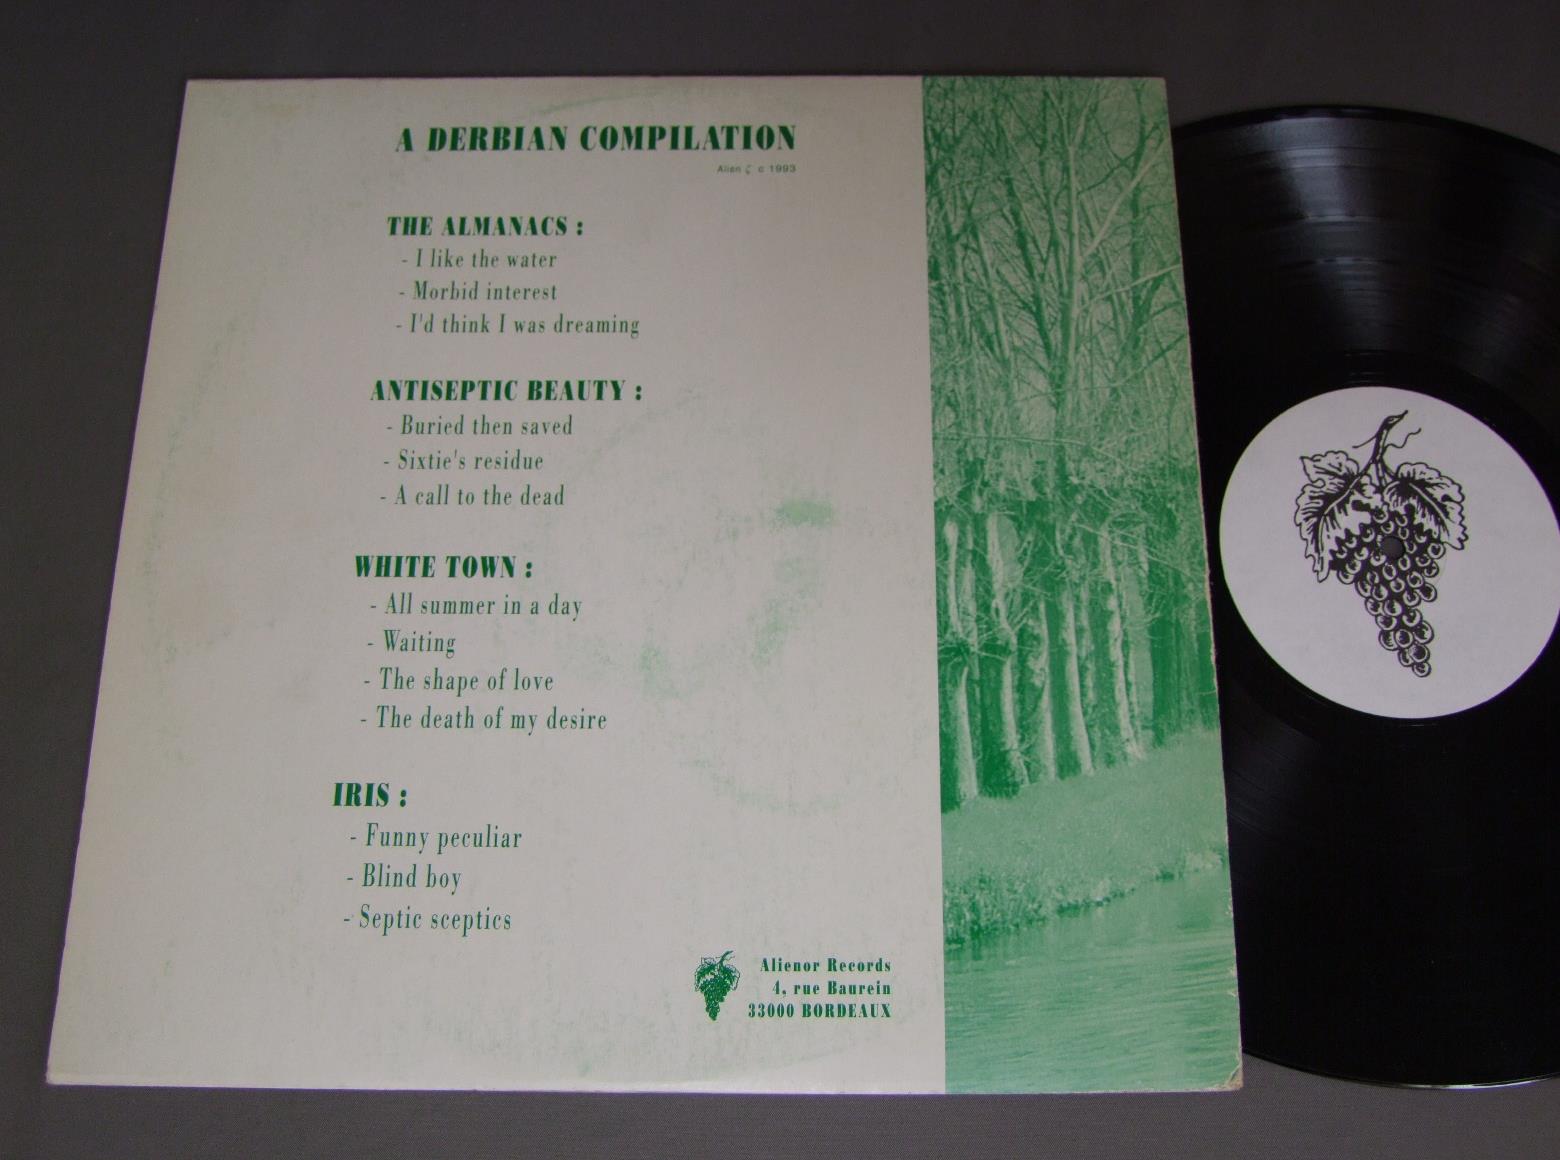 A DERBIAN COMPILATION
Alien ζ c 1993
THE ALMANACS :
- I like the water
- Morbid interest
- I'd think I was dreaming
ANTISEPTIC BEAUTY :
- Buried then saved
- Sixtie's residue
- A call to the dead
WHITE TOWN :
- All summer in a day
- Waiting
- The shape of love
- The death of my desire
IRIS :
- Funny peculiar
- Blind boy
- Septic sceptics
Alienor Records
4, rue Baurein
33000 BORDEAUX